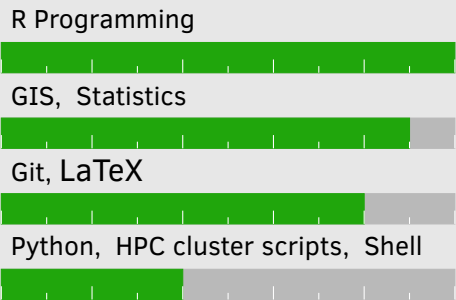 R Programming
GIS, Statistics
Git, LaTeX
Python, HPC cluster scripts, Shell